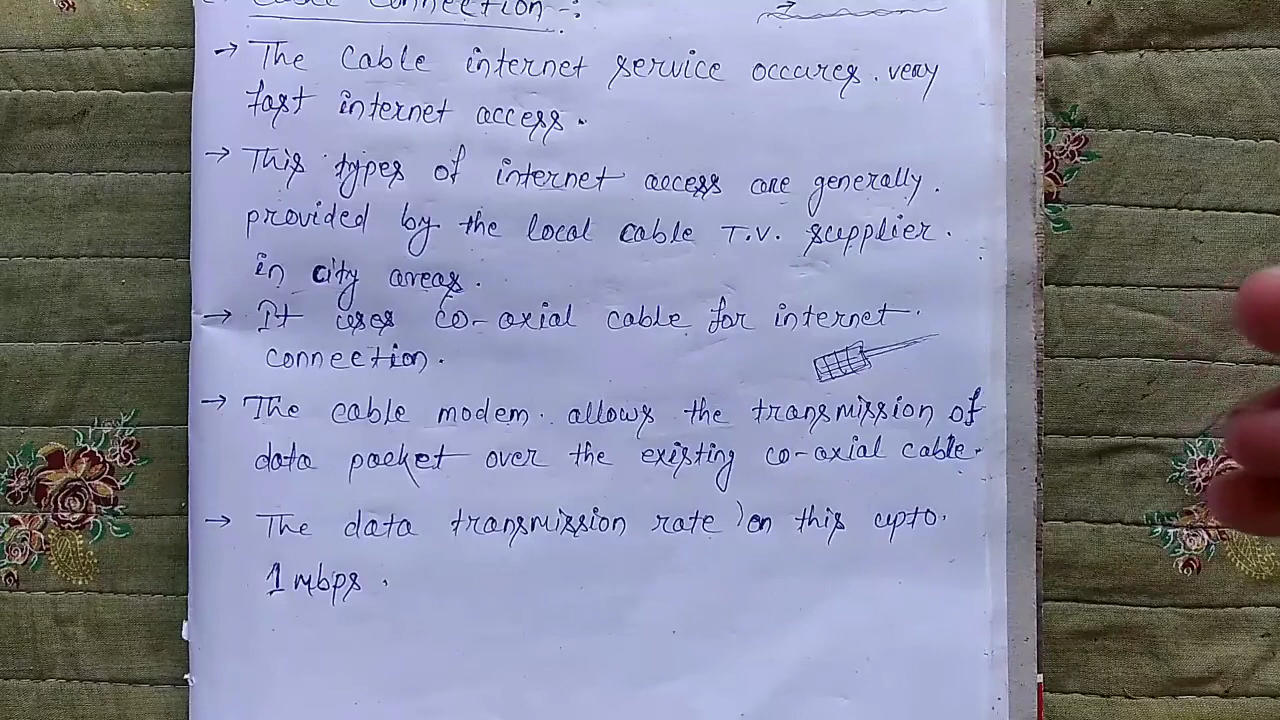 Cable Connection -:
→ The Cable internet service occures very
fast internet access.
→ This types of internet access are generally
provided by the local cable T.V. supplier
in city areas.
→ It uses co-axial cable for internet
connection.
→ The cable modem allows the transmission of
data packet over the existing co-axial cable.
→ The data transmission rate on this upto
1 mbps.